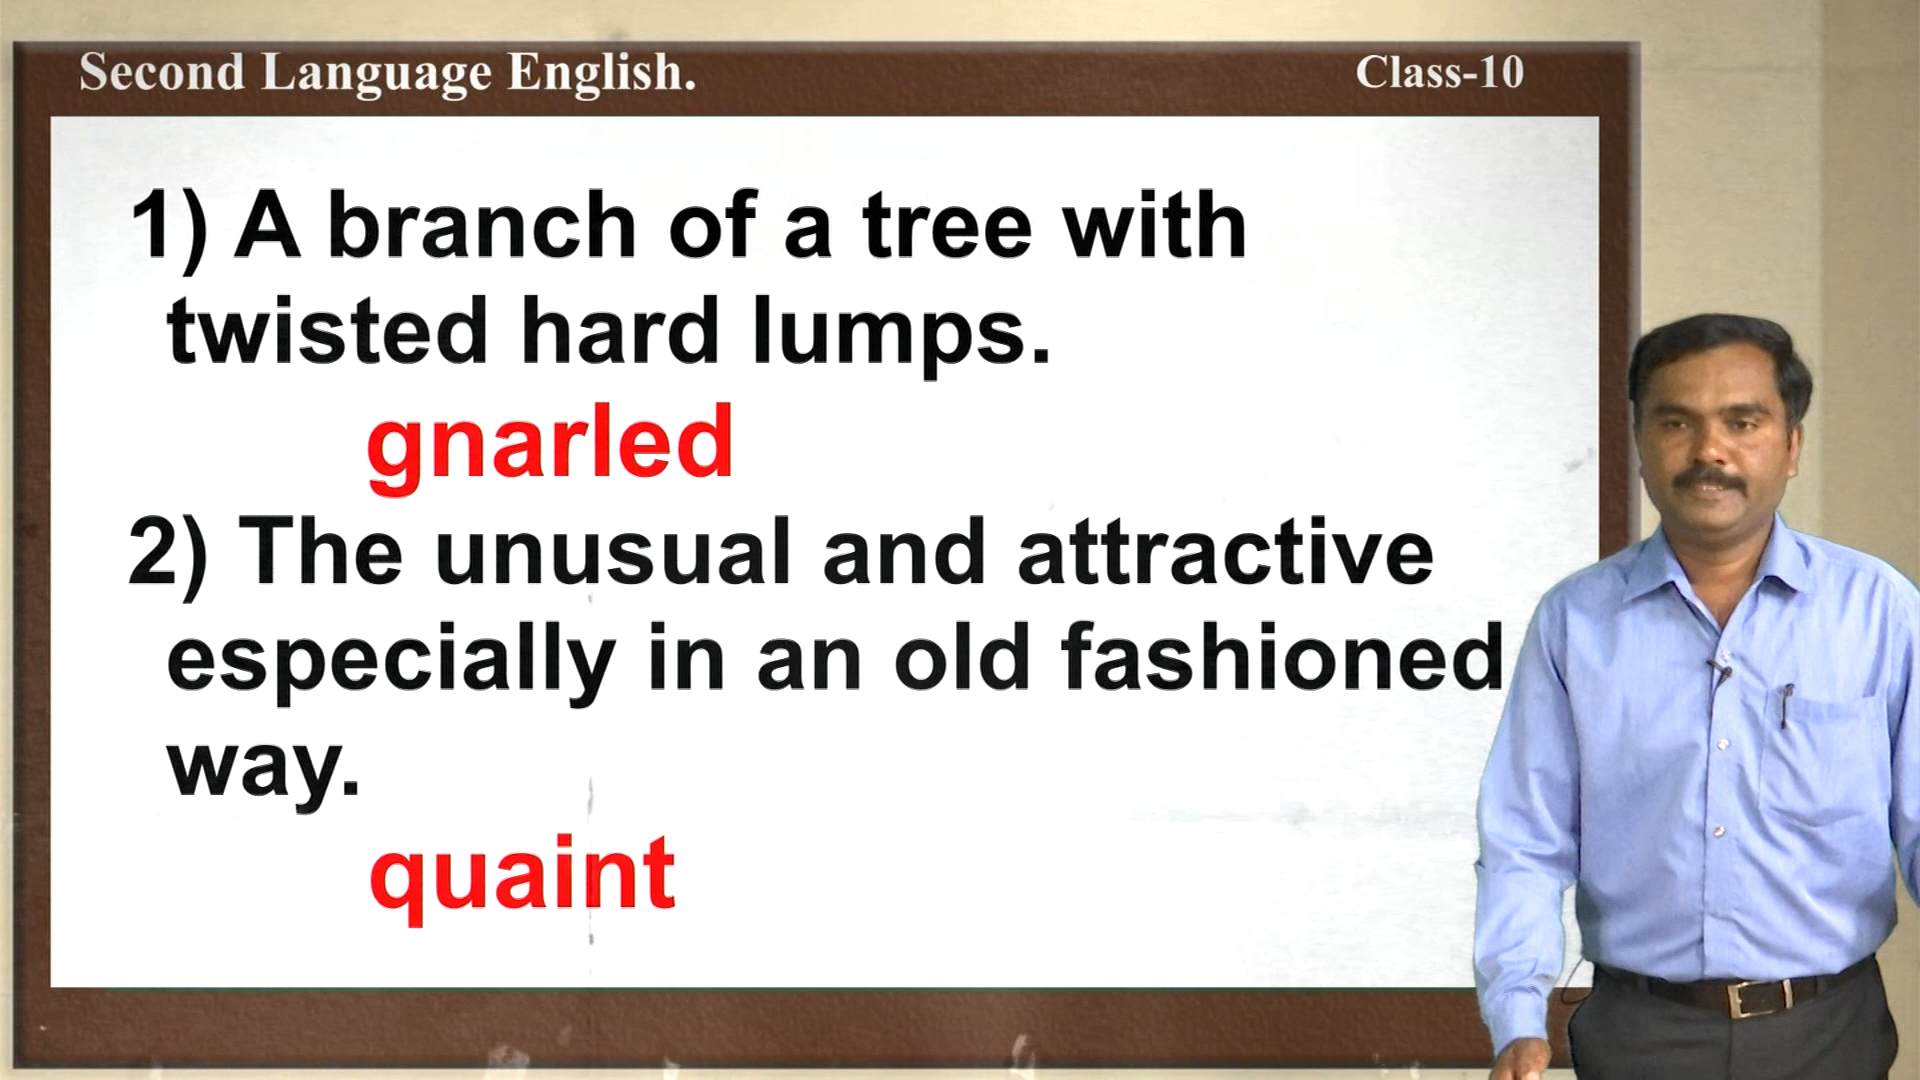 Second Language English.
Class-10
1) A branch of a tree with
twisted hard lumps.
gnarled
2) The unusual and attractive
especially in an old fashioned
way.
quaint